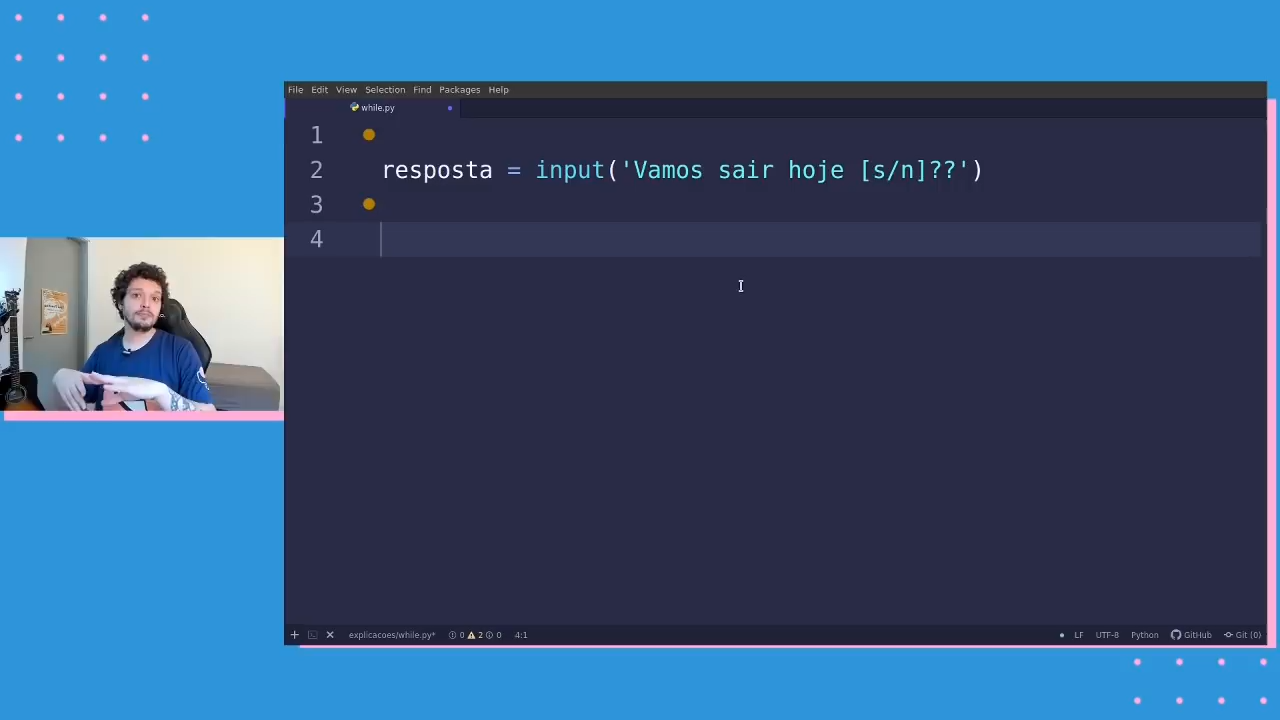 File Edit View Selection Find Packages Help
while.py
1
2 resposta = input('Vamos sair hoje [s/n]??')
3
4
explicacoes/while.py* 0 2 0 4:1 LF UTF-8 Python GitHub Git (0)